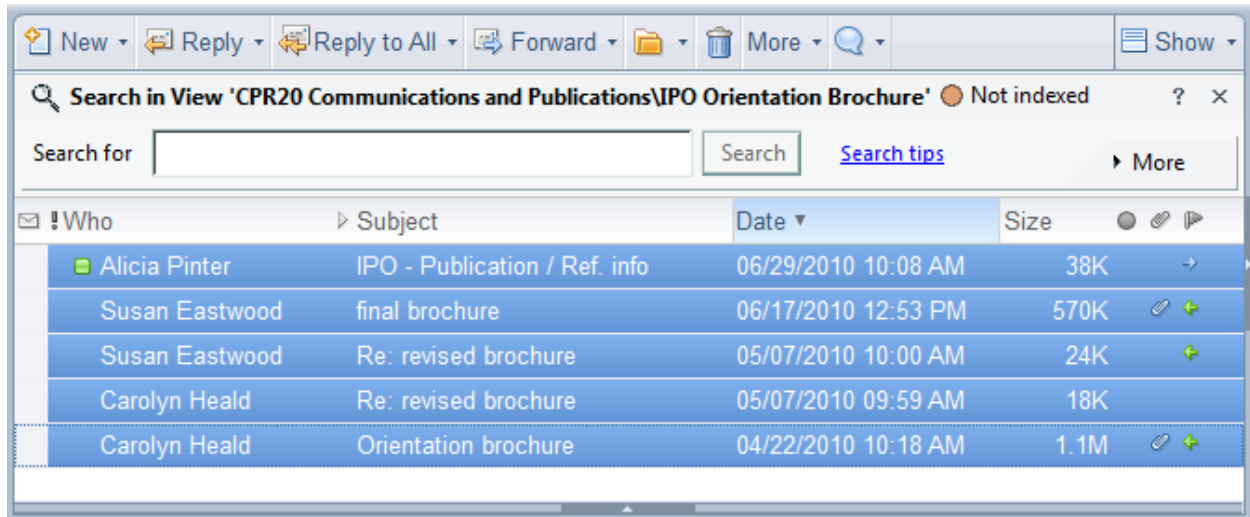 New Reply Reply to All Forward More Show
Search in View 'CPR20 Communications and Publications\IPO Orientation Brochure' Not indexed ? ×
Search for Search Search tips More
! Who Subject Date Size
Alicia Pinter IPO - Publication / Ref. info 06/29/2010 10:08 AM 38K
Susan Eastwood final brochure 06/17/2010 12:53 PM 570K
Susan Eastwood Re: revised brochure 05/07/2010 10:00 AM 24K
Carolyn Heald Re: revised brochure 05/07/2010 09:59 AM 18K
Carolyn Heald Orientation brochure 04/22/2010 10:18 AM 1.1M